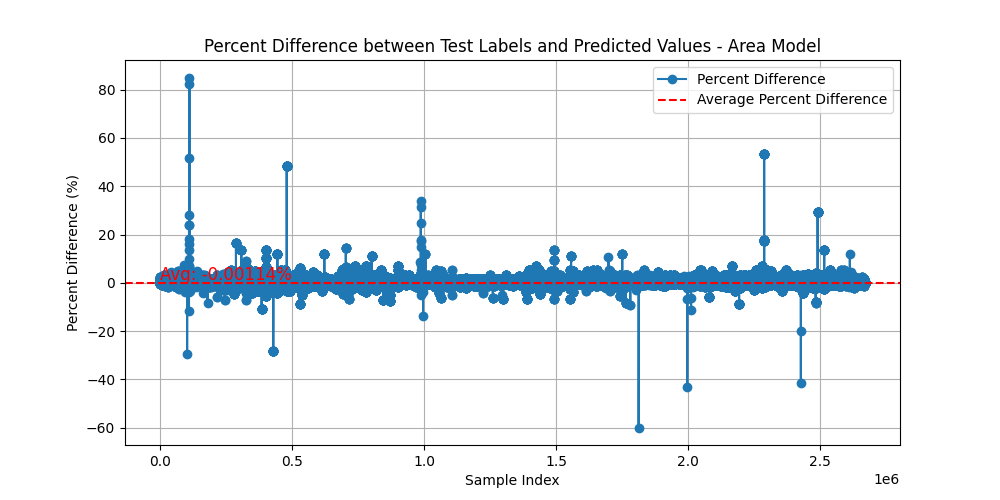 Percent Difference between Test Labels and Predicted Values - Area Model
Percent Difference (%)
80
60
40
20
0
−20
−40
−60
Percent Difference
Average Percent Difference
Avg: -0.00114%
0.0 0.5 1.0 1.5 2.0 2.5
1e6
Sample Index